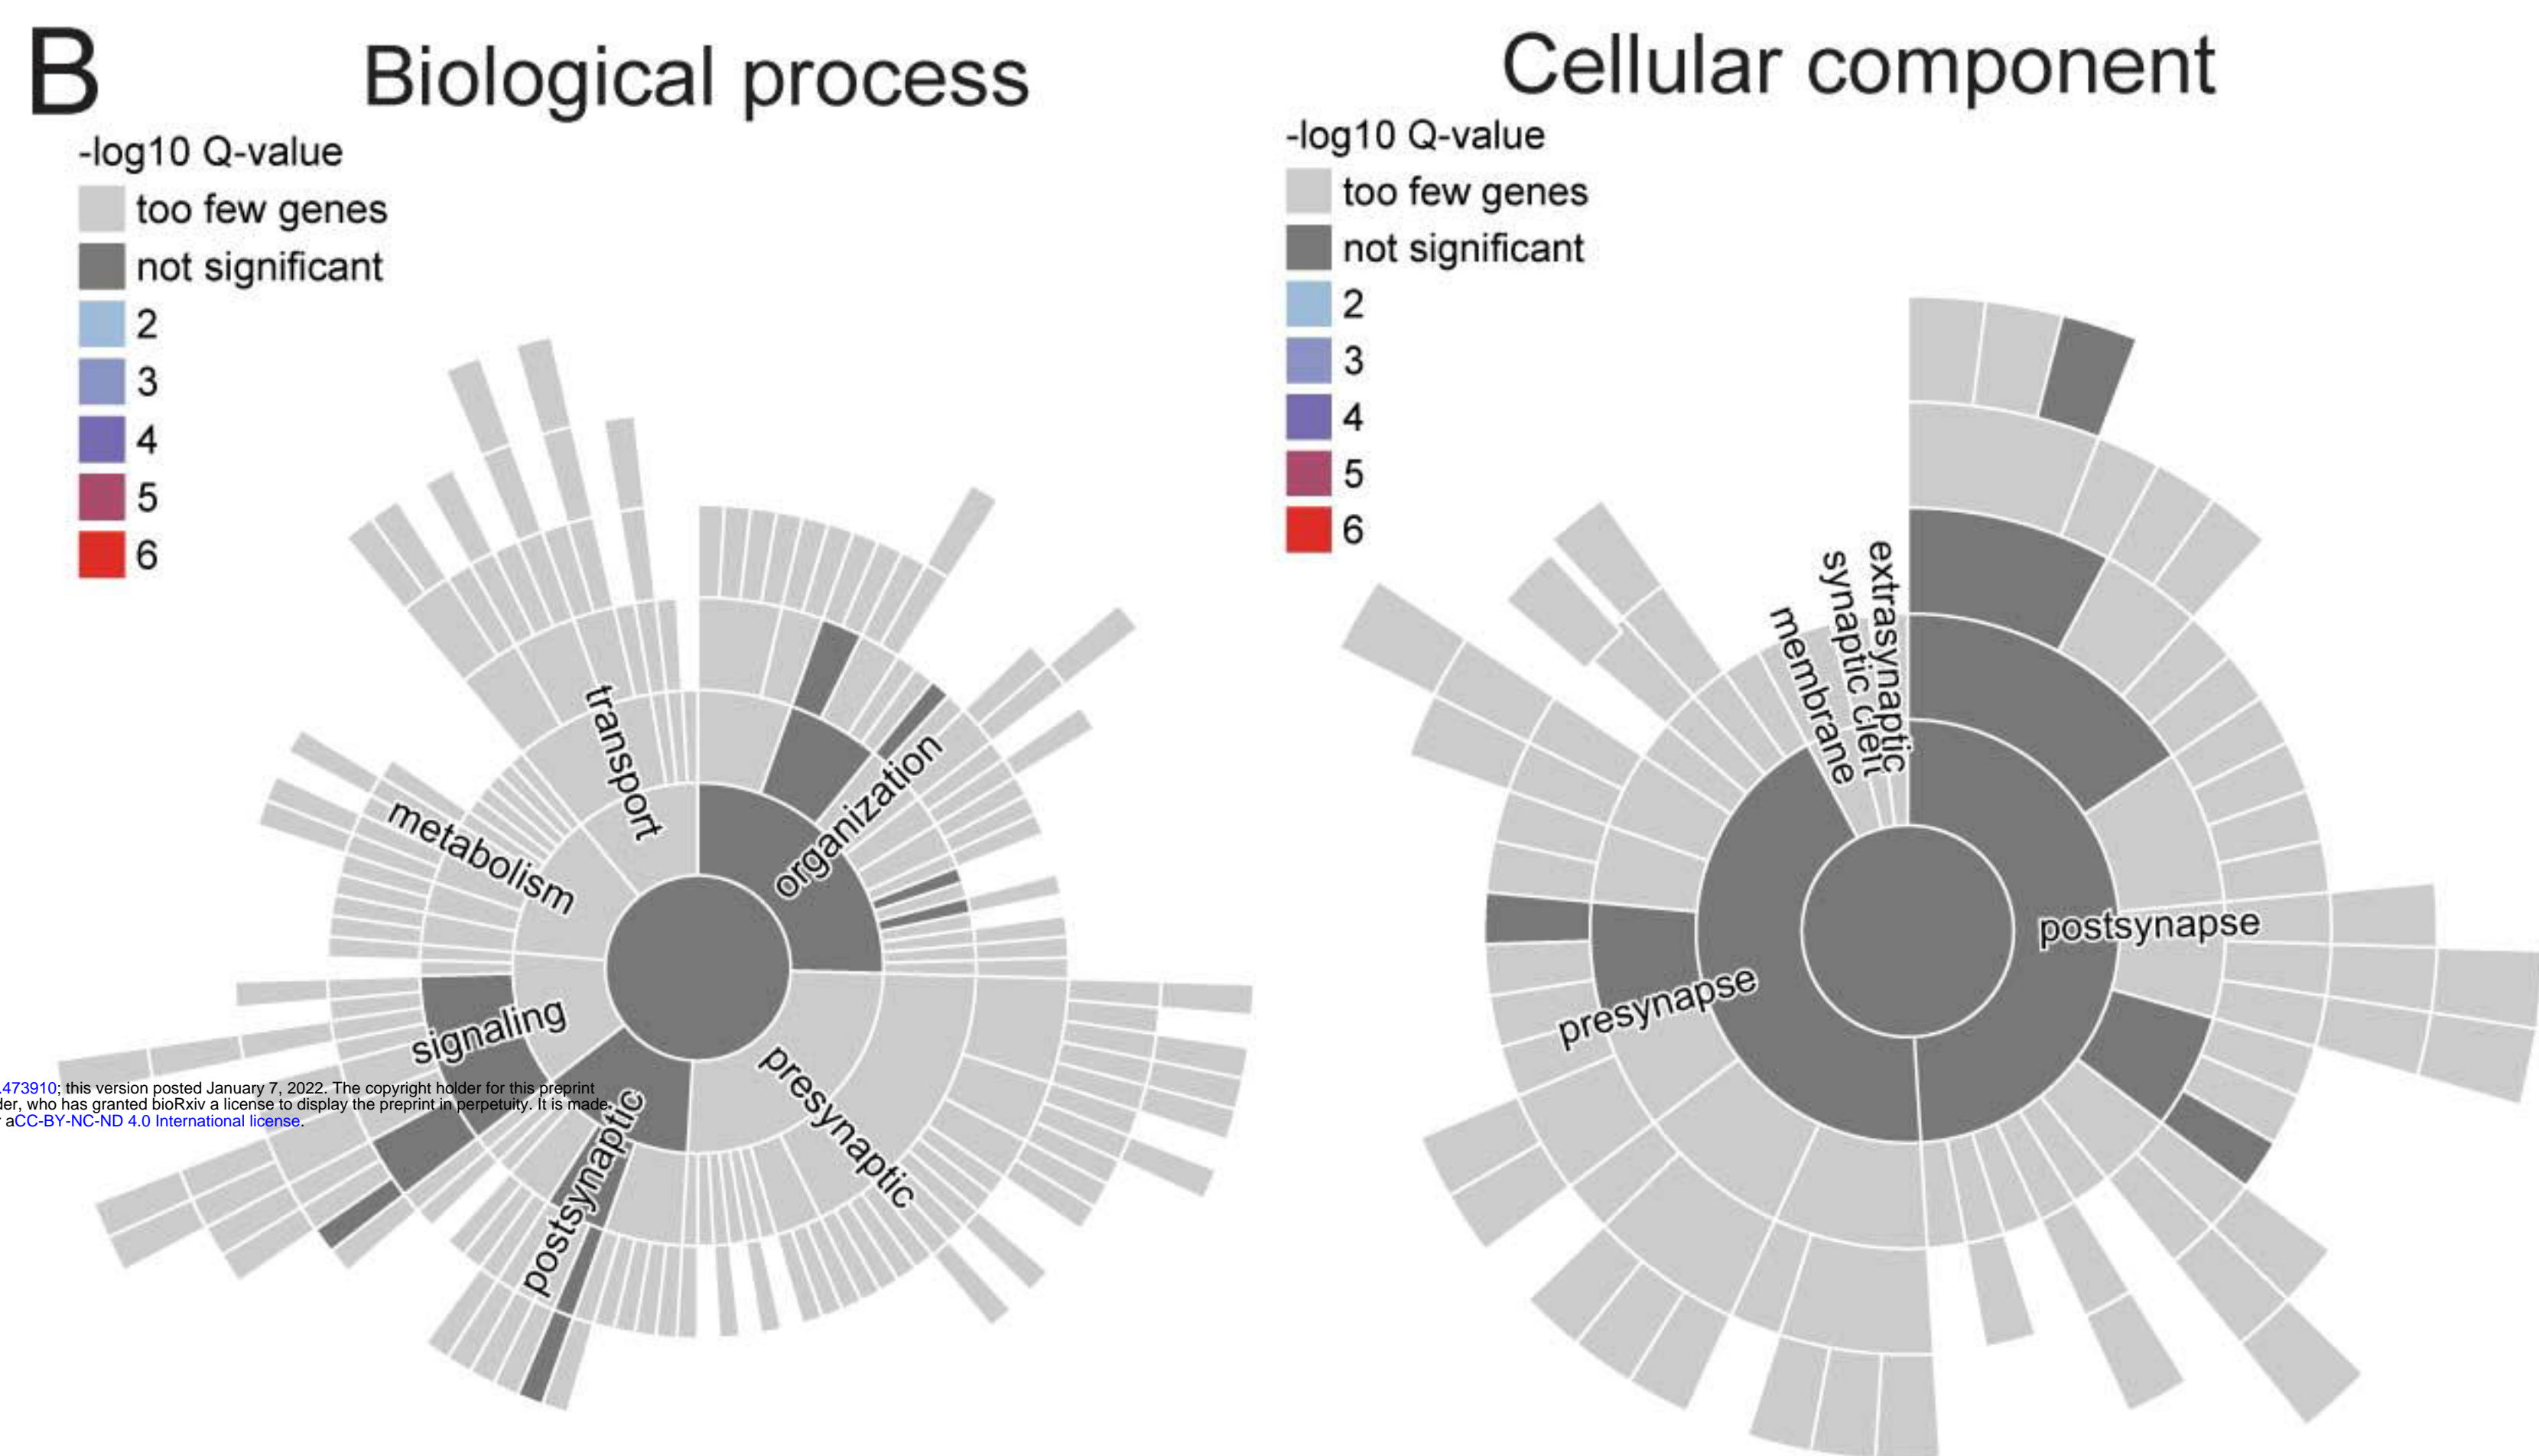 B
Biological process
-log10 Q-value
too few genes
not significant
2
3
4
5
6
transport
organization
metabolism
signaling
postsynaptic
presynaptic
.473910; this version posted January 7, 2022. The copyright holder for this preprint
der, who has granted bioRxiv a license to display the preprint in perpetuity. It is made
aCC-BY-NC-ND 4.0 International license.
Cellular component
-log10 Q-value
too few genes
not significant
2
3
4
5
6
extrasynaptic
synaptic cleft
membrane
postsynapse
presynapse